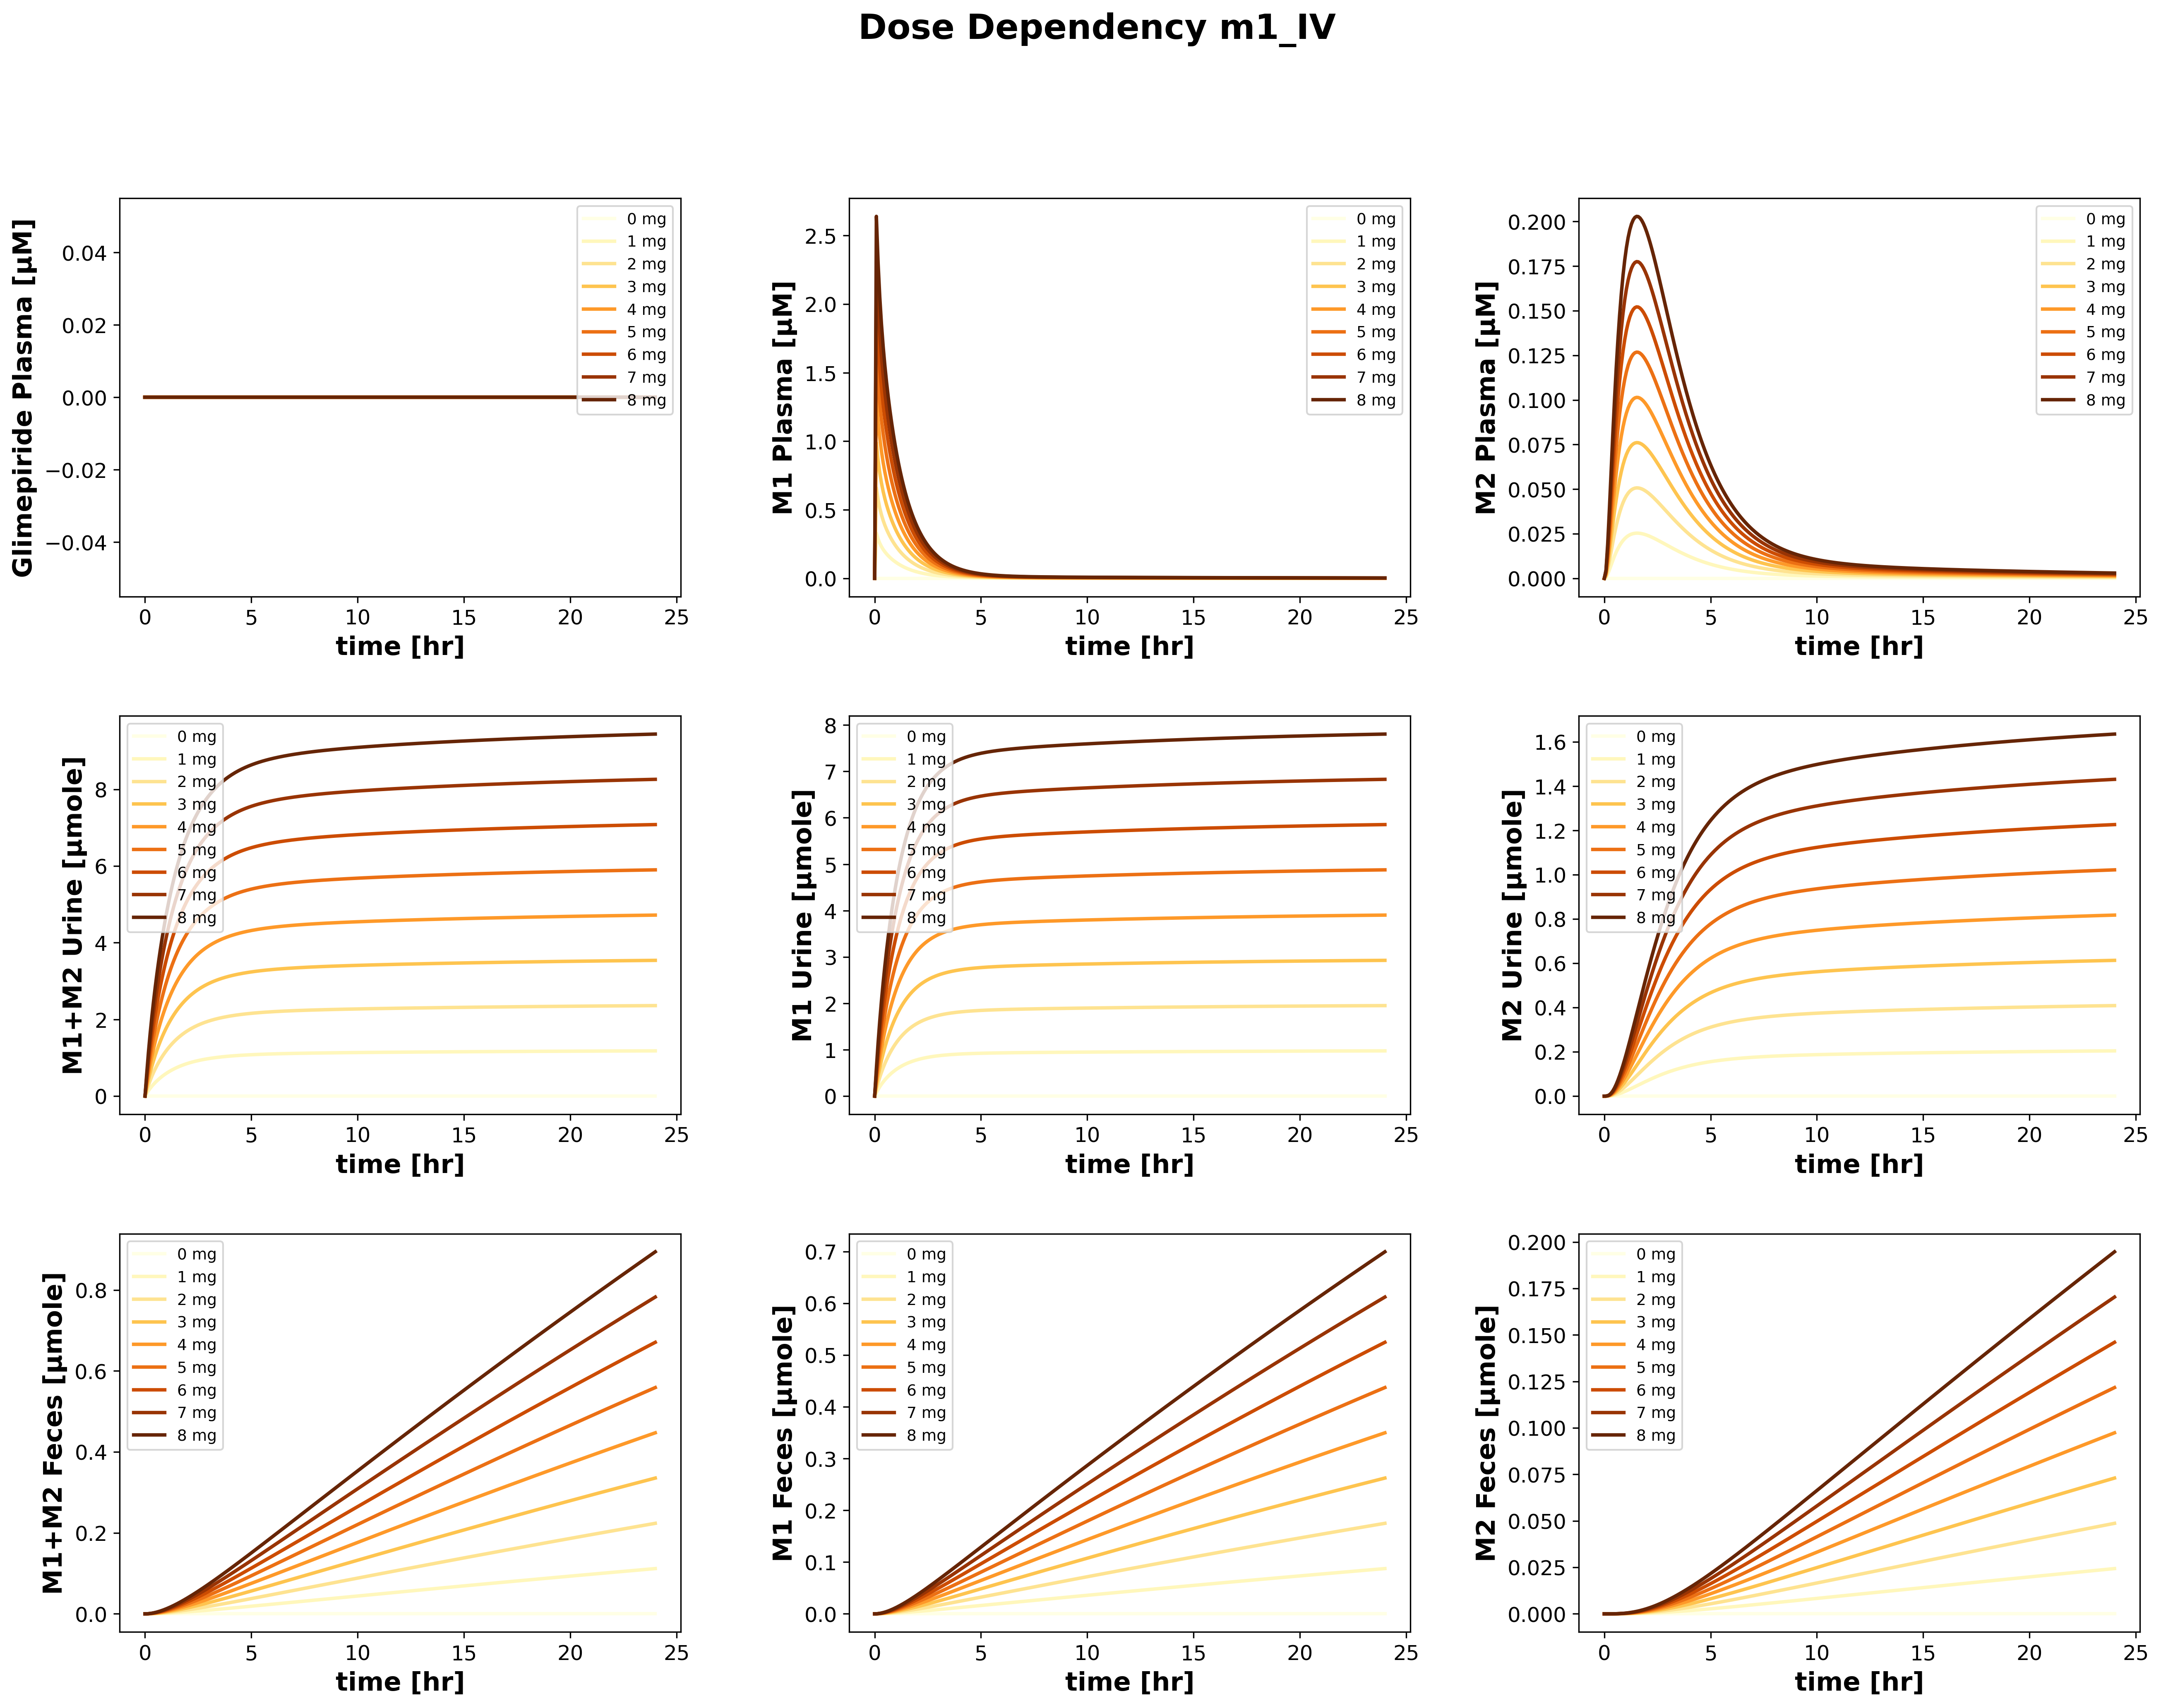 Dose Dependency m1_IV
Glimepiride Plasma [µM]
0.04
0.02
0.00
−0.02
−0.04
0 5 10 15 20 25
time [hr]
0 mg
1 mg
2 mg
3 mg
4 mg
5 mg
6 mg
7 mg
8 mg
M1 Plasma [µM]
2.5
2.0
1.5
1.0
0.5
0.0
0 5 10 15 20 25
time [hr]
0 mg
1 mg
2 mg
3 mg
4 mg
5 mg
6 mg
7 mg
8 mg
M2 Plasma [µM]
0.200
0.175
0.150
0.125
0.100
0.075
0.050
0.025
0.000
0 5 10 15 20 25
time [hr]
0 mg
1 mg
2 mg
3 mg
4 mg
5 mg
6 mg
7 mg
8 mg
M1+M2 Urine [µmole]
8
6
4
2
0
0 5 10 15 20 25
time [hr]
0 mg
1 mg
2 mg
3 mg
4 mg
5 mg
6 mg
7 mg
8 mg
M1 Urine [µmole]
8
7
6
5
4
3
2
1
0
0 5 10 15 20 25
time [hr]
0 mg
1 mg
2 mg
3 mg
4 mg
5 mg
6 mg
7 mg
8 mg
M2 Urine [µmole]
1.6
1.4
1.2
1.0
0.8
0.6
0.4
0.2
0.0
0 5 10 15 20 25
time [hr]
0 mg
1 mg
2 mg
3 mg
4 mg
5 mg
6 mg
7 mg
8 mg
M1+M2 Feces [µmole]
0.8
0.6
0.4
0.2
0.0
0 5 10 15 20 25
time [hr]
0 mg
1 mg
2 mg
3 mg
4 mg
5 mg
6 mg
7 mg
8 mg
M1 Feces [µmole]
0.7
0.6
0.5
0.4
0.3
0.2
0.1
0.0
0 5 10 15 20 25
time [hr]
0 mg
1 mg
2 mg
3 mg
4 mg
5 mg
6 mg
7 mg
8 mg
M2 Feces [µmole]
0.200
0.175
0.150
0.125
0.100
0.075
0.050
0.025
0.000
0 5 10 15 20 25
time [hr]
0 mg
1 mg
2 mg
3 mg
4 mg
5 mg
6 mg
7 mg
8 mg